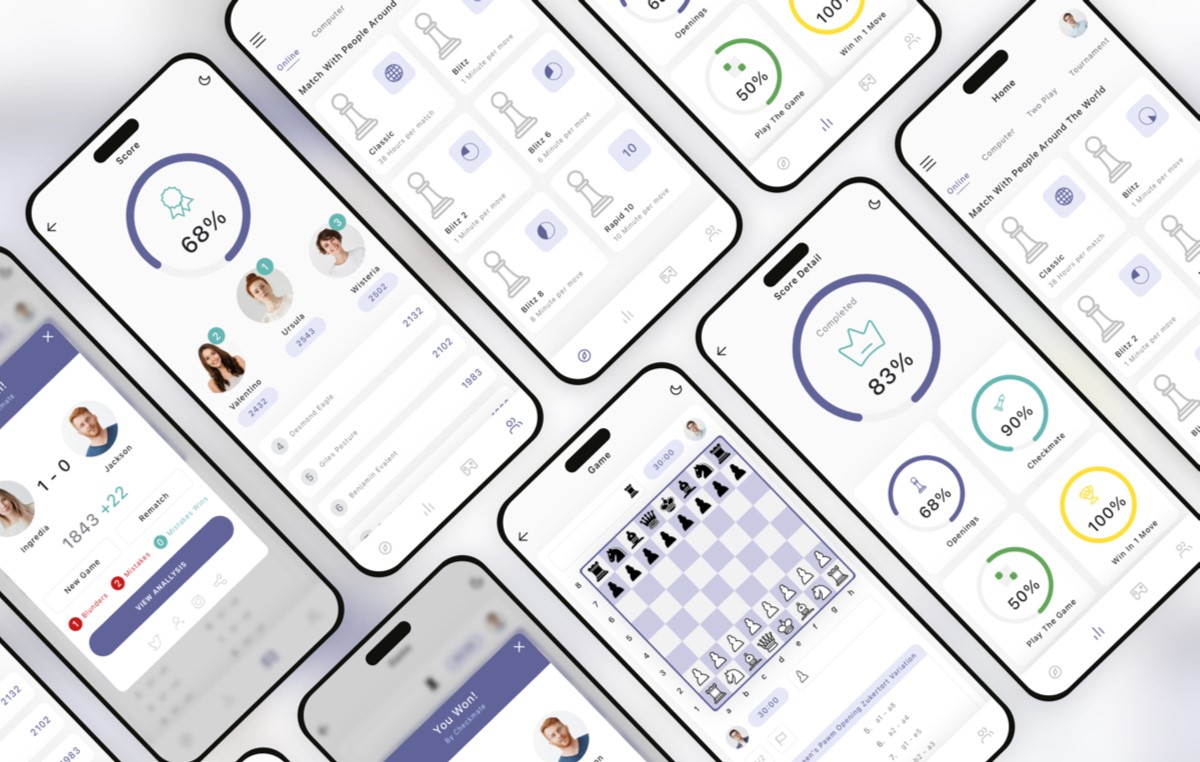 Score
68%
2
1
3
Valentino
Ursula
Wisteria
2432
2543
2502
4 Desmond Eagle 2132
5 Giles Posture 2102
6 Benjamin Evalent 1983
Online
Computer
Match With People Around
Classic
38 Hours per match
Blitz
1 Minute per move
Blitz 2
1 Minute per move
Blitz 6
6 Minute per move
Blitz 8
8 Minute per move
10
Rapid 10
10 Minute per move
Openings
100%
Win in 1 Move
50%
Play The Game
Home
Online
Computer
Two Play
Tournament
Match With People Around The World
Classic
38 Hours per match
Blitz
1 Minute per move
Blitz 2
1 Minute per move
Score Detail
Completed
83%
68%
Openings
90%
Checkmate
50%
Play The Game
100%
Win in 1 Move
Game
30:00
8
7
6
5
4
3
2
1
a
b
c
d
e
f
g
h
30:00
Pawm Opening Zukertort Variation
5. a1 - a8
6. a2 - a4
1 - 0
Ingredia
Jackson
1843 +22
New Game
Rematch
1 Blunders
2 Mistakes
0 Mistakes Wins
VIEW ANALLYSIS
You Won!
By Checkmate
2132
2102